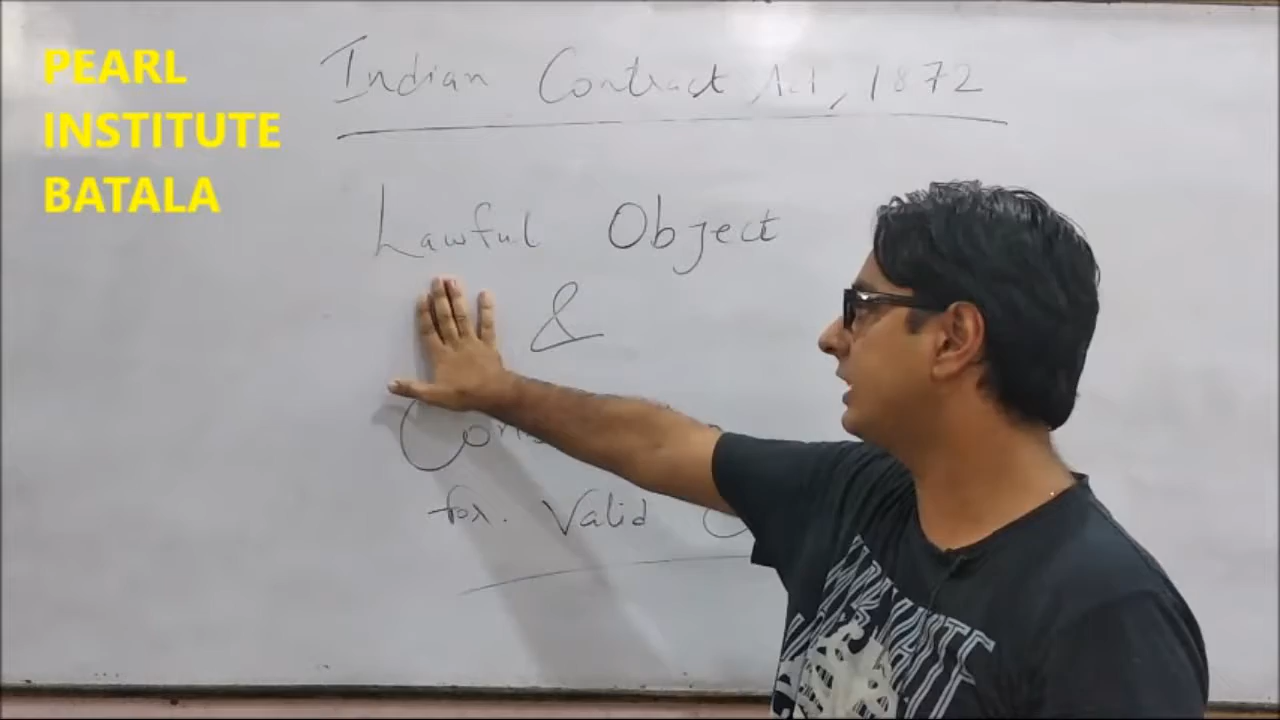 PEARL
INSTITUTE
BATALA
Indian Contract Act, 1872
Lawful Object
&
for. Valid